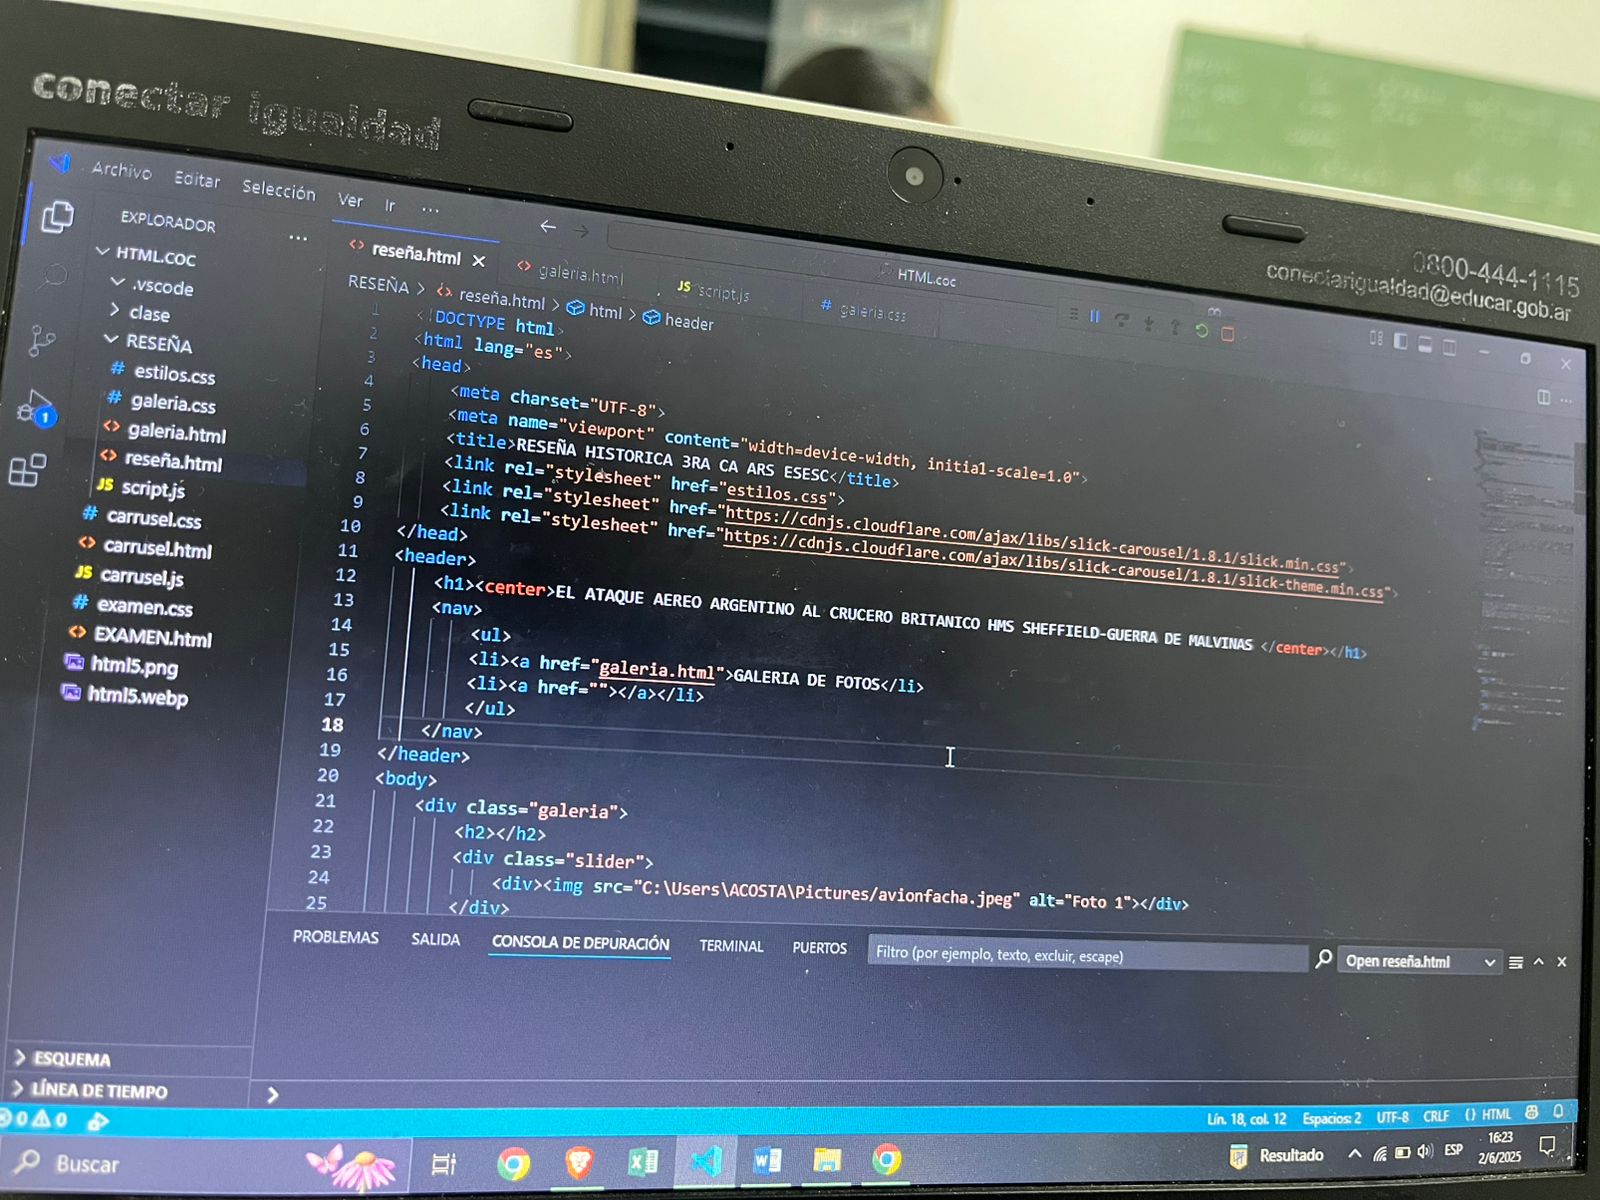 conectar igualdad
0800-444-1115
conectarigualdad@educar.gob.ar
Archivo Editar Selección Ver Ir ...
HTML.COC
EXPLORADOR ...
HTML.COC
.vscode
clase
RESEÑA
# estilos.css
# galeria.css
<> galeria.html
<> reseña.html
JS script.js
# carrusel.css
<> carrusel.html
JS carrusel.js
# examen.css
<> EXAMEN.html
html5.png
html5.webp
ESQUEMA
LÍNEA DE TIEMPO
1
<> reseña.html × <> galeria.html JS script.js # galeria.css
RESEÑA > <> reseña.html > html > header
1 <!DOCTYPE html>
2 <html lang="es">
3 <head>
4 <meta charset="UTF-8">
5 <meta name="viewport" content="width=device-width, initial-scale=1.0">
6 <title>RESEÑA HISTORICA 3RA CA ARS ESESC</title>
7 <link rel="stylesheet" href="estilos.css">
8 <link rel="stylesheet" href="https://cdnjs.cloudflare.com/ajax/libs/slick-carousel/1.8.1/slick.min.css">
9 <link rel="stylesheet" href="https://cdnjs.cloudflare.com/ajax/libs/slick-carousel/1.8.1/slick-theme.min.css">
10 </head>
11 <header>
12 <h1><center>EL ATAQUE AEREO ARGENTINO AL CRUCERO BRITANICO HMS SHEFFIELD-GUERRA DE MALVINAS </center></h1>
13 <nav>
14 <ul>
15 <li><a href="galeria.html">GALERIA DE FOTOS</li>
16 <li><a href=""></a></li>
17 </ul>
18 </nav>
19 </header>
20 <body>
21 <div class="galeria">
22 <h2></h2>
23 <div class="slider">
24 <div><img src="C:\Users\ACOSTA\Pictures/avionfacha.jpeg" alt="Foto 1"></div>
25 </div>
PROBLEMAS SALIDA CONSOLA DE DEPURACIÓN TERMINAL PUERTOS Filtro (por ejemplo, texto, excluir, escape) Open reseña.html
0 0 Lín. 18, col. 12 Espacios: 2 UTF-8 CRLF {} HTML
Buscar Resultado ESP 16:23
2/6/2025